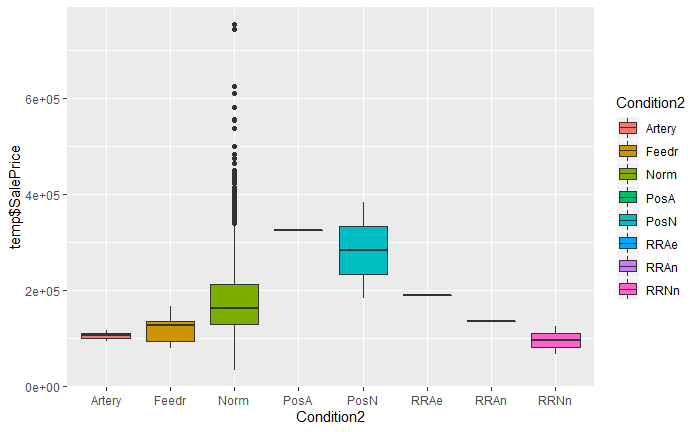 temp$SalePrice
6e+05
4e+05
2e+05
0e+00
Artery Feedr Norm PosA PosN RRAe RRAn RRNn
Condition2
Condition2
Artery
Feedr
Norm
PosA
PosN
RRAe
RRAn
RRNn